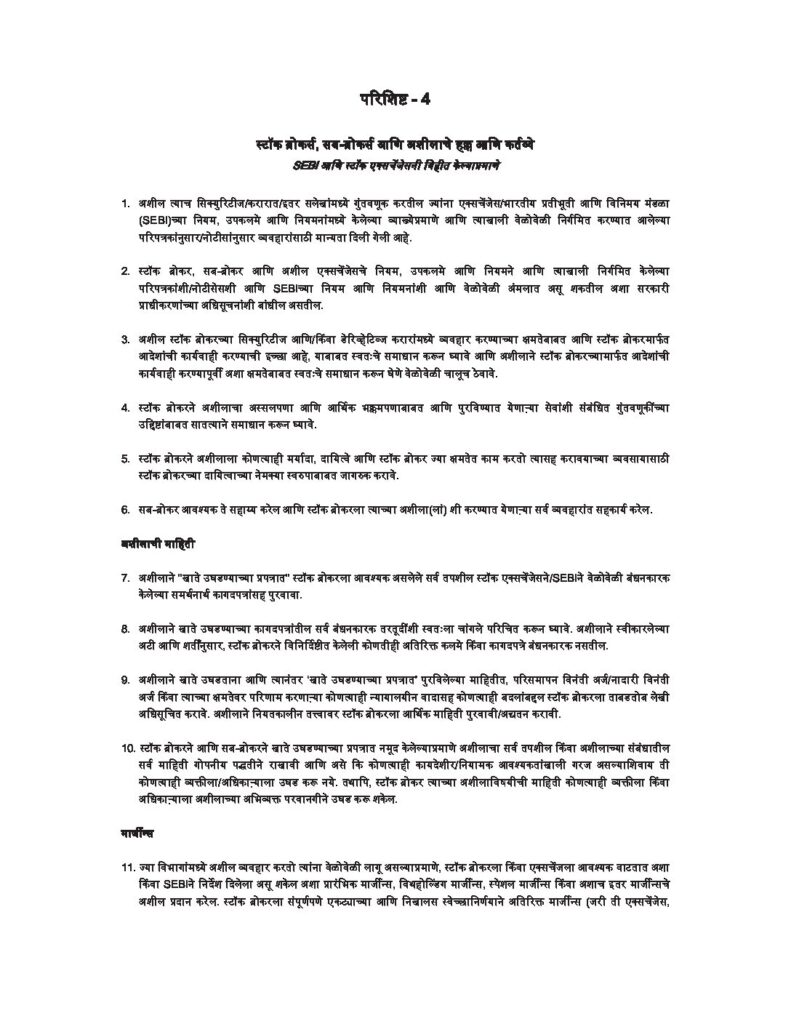 परिशिष्ट - 4
स्टॉक ब्रोकर्स, सब-ब्रोकर्स आणि अशीलाचे हक्क आणि कर्तव्ये
SEBI आणि स्टॉक एक्सचेंजेसनी विहीत केल्याप्रमाणे
1. अशील त्याच सिक्युरिटीज/करारात/इतर सलेखांमध्ये गुंतवणूक करतील ज्यांना एक्सचेंजेस/भारतीय प्रतीभूती आणि विनिमय मंडळा
(SEBI)च्या नियम, उपकलमे आणि नियमनांमध्ये केलेल्या व्याख्येप्रमाणे आणि त्याखाली वेळोवेळी निर्गमित करण्यात आलेल्या
परिपत्रकांनुसार/नोटीसांनुसार व्यवहारांसाठी मान्यता दिली गेली आहे.
2. स्टॉक ब्रोकर, सब-ब्रोकर आणि अशील एक्सचेंजेसचे नियम, उपकलमे आणि नियमने आणि त्याखाली निर्गमित केलेल्या
परिपत्रकांशी/नोटीसेसशी आणि SEBIच्या नियम आणि नियमनांशी आणि वेळोवेळी अंमलात असू शकतील अशा सरकारी
प्राधीकरणांच्या अधिसूचनांशी बांधील असतील.
3. अशील स्टॉक ब्रोकरच्या सिक्युरिटीज आणि/किंवा डेरिव्हेटिव्ज करारांमध्ये व्यवहार करण्याच्या क्षमतेबाबत आणि स्टॉक ब्रोकरमार्फत
आदेशांची कार्यवाही करण्याची इच्छा आहे, याबाबत स्वतःचे समाधान करून घ्यावे आणि अशीलाने स्टॉक ब्रोकरच्यामार्फत आदेशांची
कार्यवाही करण्यापूर्वी अशा क्षमतेबाबत स्वतःचे समाधान करून घेणे वेळोवेळी चालूच ठेवावे.
4. स्टॉक ब्रोकरने अशीलाचा अस्सलपणा आणि आर्थिक भक्कमपणाबाबत आणि पुरविण्यात येणाऱ्या सेवांशी संबंधित गुंतवणूकींच्या
उद्दिष्टांबाबत सातत्याने समाधान करून घ्यावे.
5. स्टॉक ब्रोकरने अशीलाला कोणत्याही मर्यादा, दायित्वे आणि स्टॉक ब्रोकर ज्या क्षमतेत काम करतो त्यासह करावयाच्या व्यवसायासाठी
स्टॉक ब्रोकरच्या दायित्वाच्या नेमक्या स्वरुपाबाबत जागरुक करावे.
6. सब-ब्रोकर आवश्यक ते सहाय्य करेल आणि स्टॉक ब्रोकरला त्याच्या अशीला(लां) शी करण्यात येणाऱ्या सर्व व्यवहारांत सहकार्य करेल.
अशीलाची माहिती
7. अशीलाने "खाते उघडण्याच्या प्रपत्रात" स्टॉक ब्रोकरला आवश्यक असलेले सर्व तपशील स्टॉक एक्सचेंजेसने/SEBIने वेळोवेळी बंधनकारक
केलेल्या समर्थनार्थ कागदपत्रांसह पुरवावा.
8. अशीलाने खाते उघडण्याच्या कागदपत्रांतील सर्व बंधनकारक तरतूदींशी स्वतःला चांगले परिचित करून घ्यावे. अशीलाने स्वीकारलेल्या
अटी आणि शर्तींनुसार, स्टॉक ब्रोकरने विनिर्दिष्टीत केलेली कोणतीही अतिरिक्त कलमे किंवा कागदपत्रे बंधनकारक नसतील.
9. अशीलाने खाते उघडताना आणि त्यानंतर 'खाते उघडण्याच्या प्रपत्रात' पुरविलेल्या माहितीत, परिसमापन विनंती अर्ज/नादारी विनंती
अर्ज किंवा त्याच्या क्षमतेवर परिणाम करणाऱ्या कोणत्याही न्यायालयीन वादासह कोणत्याही बदलांबद्दल स्टॉक ब्रोकरला ताबडतोब लेखी
अधिसूचित करावे. अशीलाने नियतकालीन तत्त्वावर स्टॉक ब्रोकरला आर्थिक माहिती पुरवावी/अद्यतन करावी.
10. स्टॉक ब्रोकरने आणि सब-ब्रोकरने खाते उघडण्याच्या प्रपत्रात नमूद केलेल्याप्रमाणे अशीलाचा सर्व तपशील किंवा अशीलाच्या संबंधातील
सर्व माहिती गोपनीय पद्धतीने राखावी आणि असे कि कोणत्याही कायदेशीर/नियामक आवश्यकतांखाली गरज असल्याशिवाय ती
कोणत्याही व्यक्तीला/अधिकाऱ्याला उघड करू नये. तथापि, स्टॉक ब्रोकर त्याच्या अशीलाविषयीची माहिती कोणत्याही व्यक्तीला किंवा
अधिकाऱ्याला अशीलाच्या अभिव्यक्त परवानगीने उघड करू शकेल.
मार्जीन्स
11. ज्या विभागांमध्ये अशील व्यवहार करतो त्यांना वेळोवेळी लागू असल्याप्रमाणे, स्टॉक ब्रोकरला किंवा एक्सचेंजला आवश्यक वाटतात अशा
किंवा SEBIने निर्देश दिलेला असू शकेल अशा प्रारंभिक मार्जीन्स, विथहोल्डिंग मार्जीन्स, स्पेशल मार्जीन्स किंवा अशाच इतर मार्जीन्सचे
अशील प्रदान करेल. स्टॉक ब्रोकरला संपूर्णपणे एकट्याच्या आणि निखालस स्वेच्छानिर्णयाने अतिरिक्त मार्जीन्स (जरी ती एक्सचेंजेस,